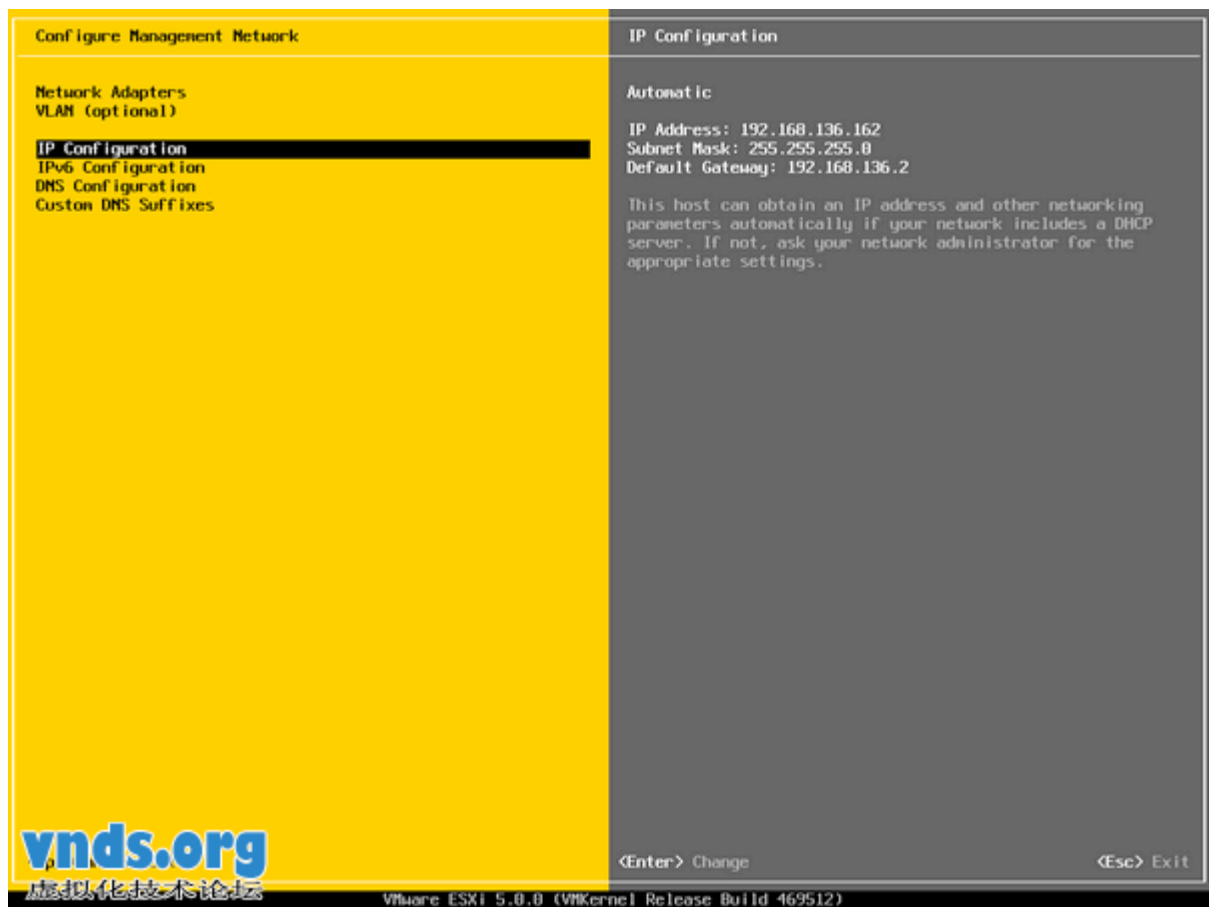 Configure Management Network
IP Configuration
Network Adapters
VLAN (optional)
IP Configuration
IPv6 Configuration
DNS Configuration
Custom DNS Suffixes
Automatic
IP Address: 192.168.136.162
Subnet Mask: 255.255.255.0
Default Gateway: 192.168.136.2
This host can obtain an IP address and other networking
parameters automatically if your network includes a DHCP
server. If not, ask your network administrator for the
appropriate settings.
vnds.org
虚拟化技术论坛
<Enter> Change
<Esc> Exit
VMware ESXi 5.0.0 (VMKernel Release Build 469512)